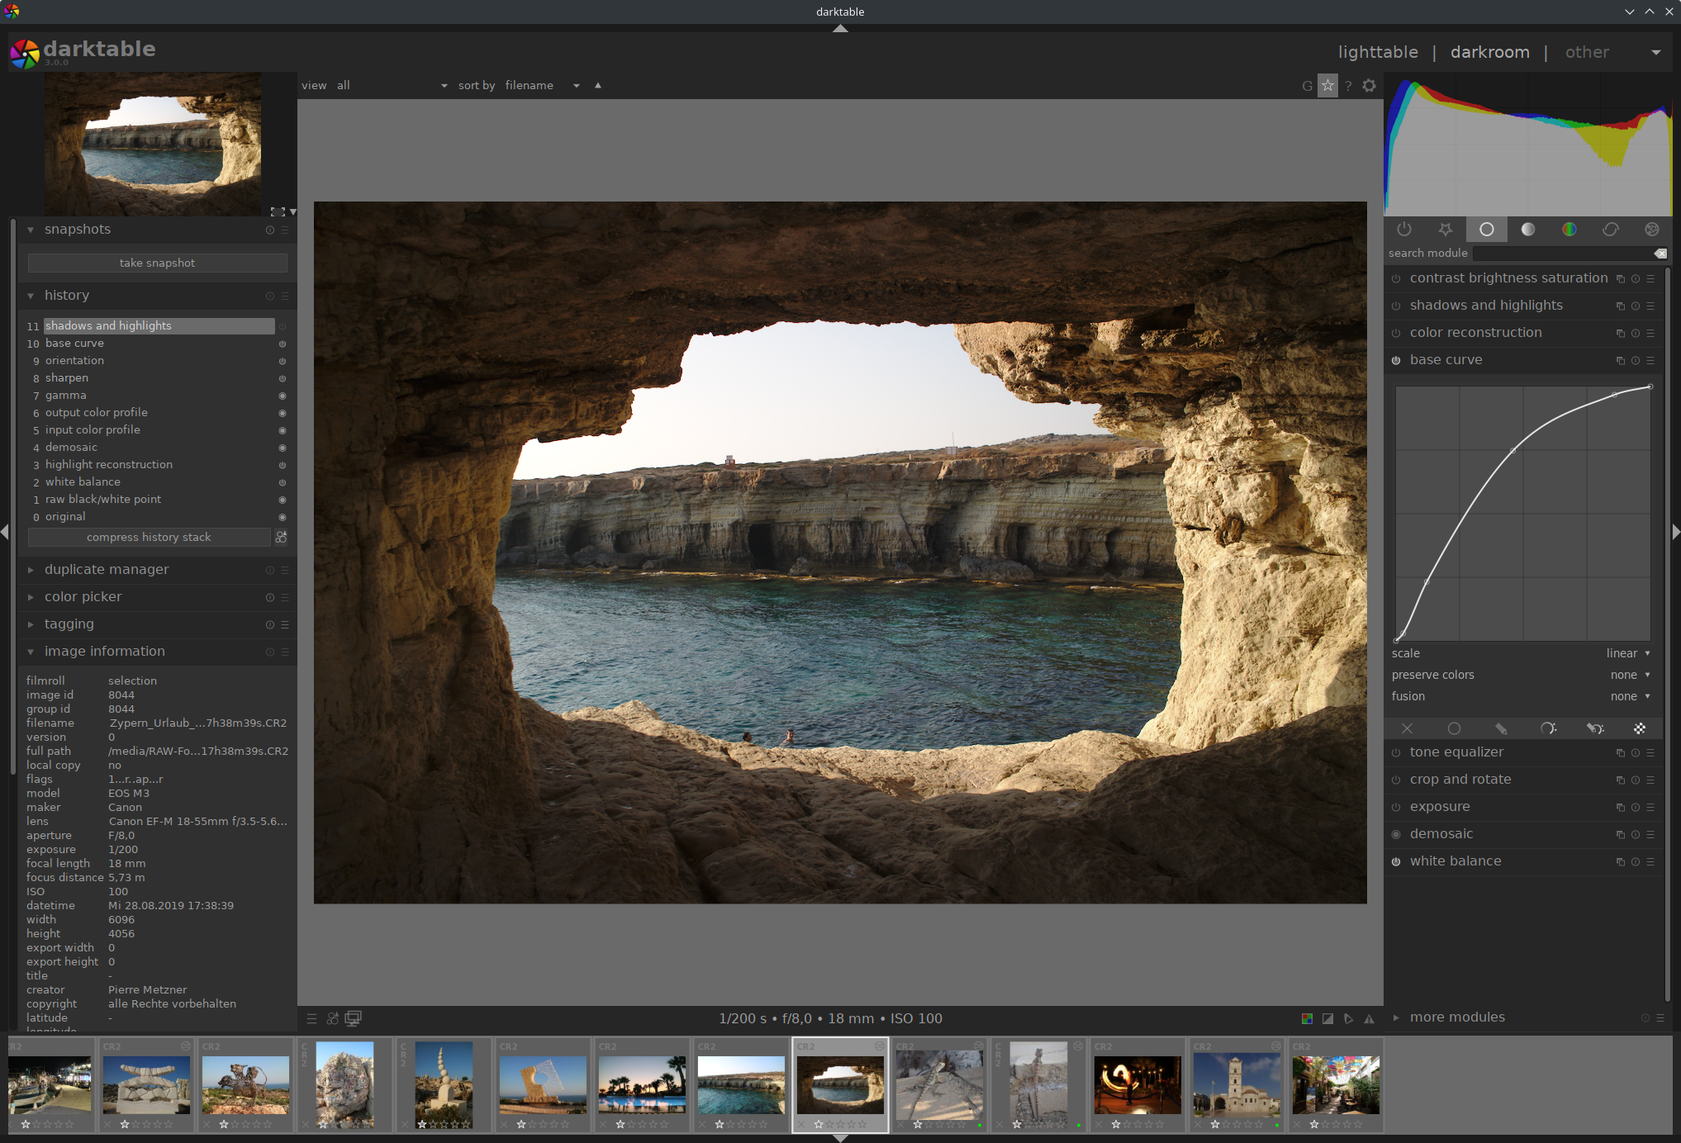 darktable
darktable
3.0.0
lighttable | darkroom | other
view all sort by filename
G ?
snapshots
take snapshot
history
11 shadows and highlights
10 base curve
9 orientation
8 sharpen
7 gamma
6 output color profile
5 input color profile
4 demosaic
3 highlight reconstruction
2 white balance
1 raw black/white point
0 original
compress history stack
duplicate manager
color picker
tagging
image information
filmroll selection
image id 8044
group id 8044
filename Zypern_Urlaub_...7h38m39s.CR2
version 0
full path /media/RAW-Fo...17h38m39s.CR2
local copy no
flags 1...r..ap...r
model EOS M3
maker Canon
lens Canon EF-M 18-55mm f/3.5-5.6...
aperture F/8,0
exposure 1/200
focal length 18 mm
focus distance 5,73 m
ISO 100
datetime Mi 28.08.2019 17:38:39
width 6096
height 4056
export width 0
export height 0
title -
creator Pierre Metzner
copyright alle Rechte vorbehalten
latitude -
1/200 s • f/8,0 • 18 mm • ISO 100
search module
contrast brightness saturation
shadows and highlights
color reconstruction
base curve
scale linear
preserve colors none
fusion none
tone equalizer
crop and rotate
exposure
demosaic
white balance
more modules
CR2 CR2 CR2 CR2 CR2 CR2 CR2 CR2 CR2 CR2 CR2 CR2 CR2 CR2